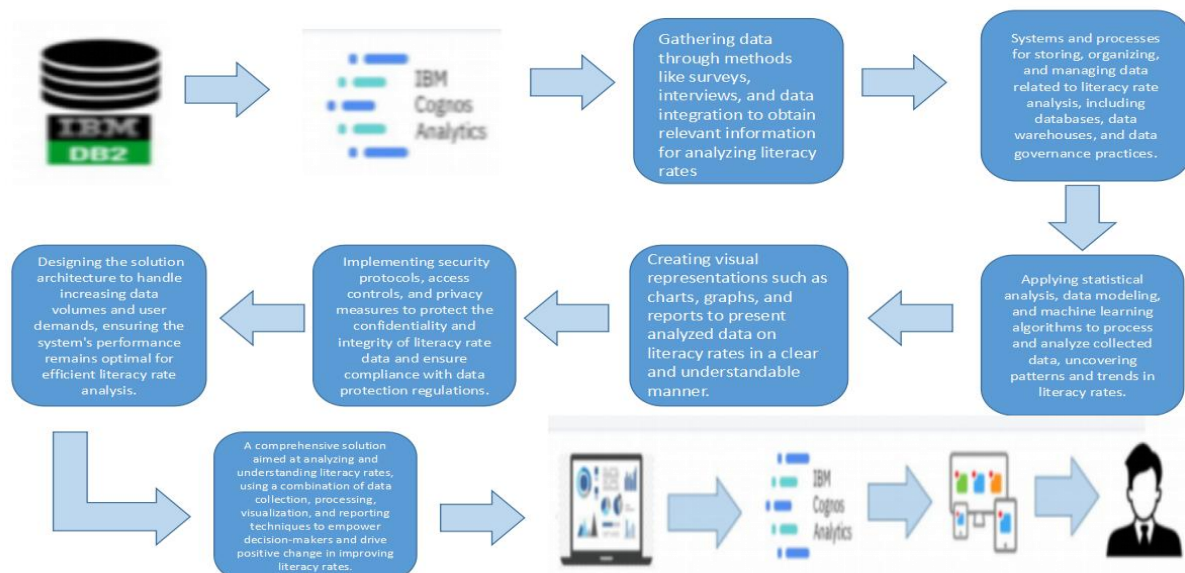 IBM
DB2
IBM
Cognos
Analytics
Gathering data
through methods
like surveys,
interviews, and data
integration to obtain
relevant information
for analyzing literacy
rates
Systems and processes
for storing, organizing,
and managing data
related to literacy rate
analysis, including
databases, data
warehouses, and data
governance practices.
Applying statistical
analysis, data modeling,
and machine learning
algorithms to process
and analyze collected
data, uncovering
patterns and trends in
literacy rates.
Creating visual
representations such as
charts, graphs, and
reports to present
analyzed data on
literacy rates in a clear
and understandable
manner.
Implementing security
protocols, access
controls, and privacy
measures to protect the
confidentiality and
integrity of literacy rate
data and ensure
compliance with data
protection regulations.
Designing the solution
architecture to handle
increasing data
volumes and user
demands, ensuring the
system's performance
remains optimal for
efficient literacy rate
analysis.
A comprehensive solution
aimed at analyzing and
understanding literacy rates,
using a combination of data
collection, processing,
visualization, and reporting
techniques to empower
decision-makers and drive
positive change in improving
literacy rates.
IBM
Cognos
Analytics